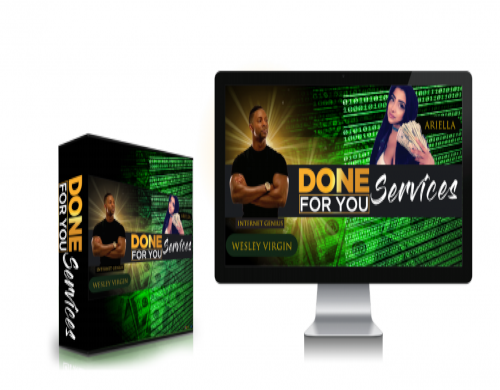 DONE
FOR YOU
Services
DONE
FOR YOU
Services
INTERNET GENIUS
WESLEY VIRGIN
ARIELLA
DONE
FOR YOU
Services
INTERNET GENIUS
WESLEY VIRGIN